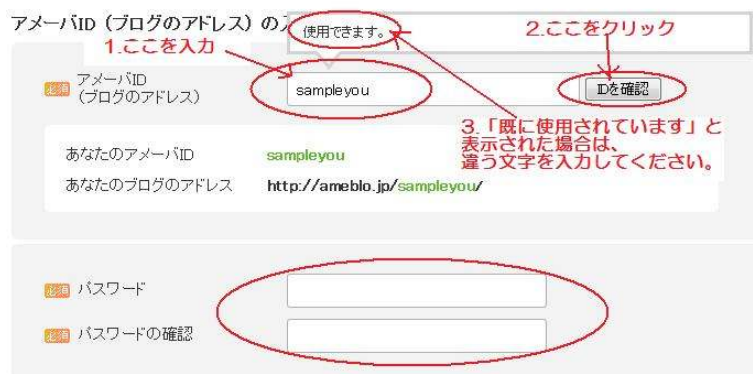 アメーバID（ブログのアドレス）の
使用できます。
2.ここをクリック
1.ここを入力
必須 アメーバID
（ブログのアドレス）
sampleyou
IDを確認
3.「既に使用されています」と
表示された場合は、
違う文字を入力してください。
あなたのアメーバID sampleyou
あなたのブログのアドレス http://ameblo.jp/sampleyou/
必須 パスワード
必須 パスワードの確認